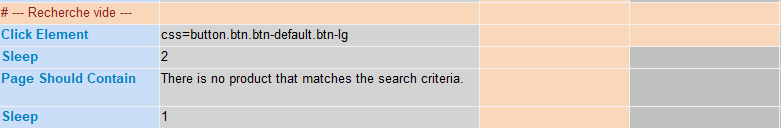 # --- Recherche vide ---
Click Element css=button.btn.btn-default.btn-lg
Sleep 2
Page Should Contain There is no product that matches the search criteria.
Sleep 1